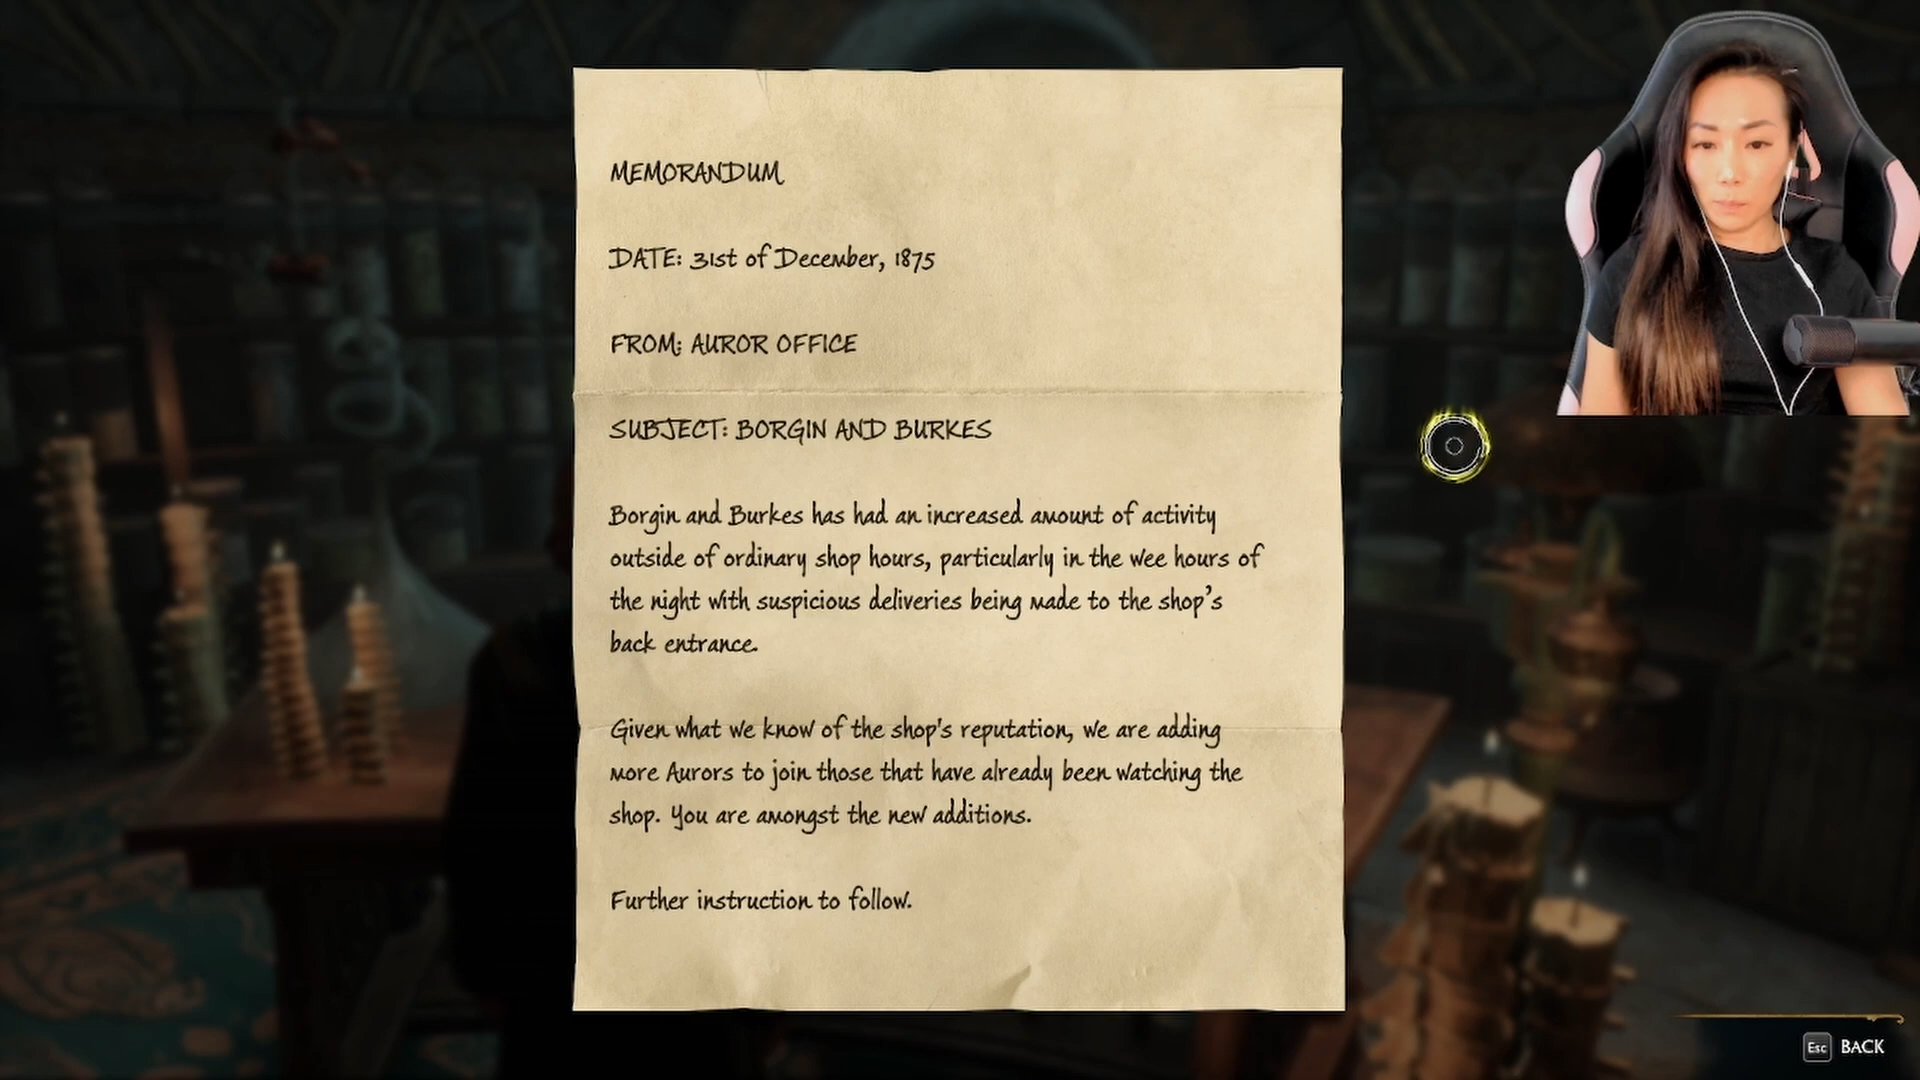 MEMORANDUM
DATE: 31st of December, 1875
FROM: AUROR OFFICE
SUBJECT: BORGIN AND BURKES
Borgin and Burkes has had an increased amount of activity
outside of ordinary shop hours, particularly in the wee hours of
the night with suspicious deliveries being made to the shop’s
back entrance.
Given what we know of the shop's reputation, we are adding
more Aurors to join those that have already been watching the
shop. You are amongst the new additions.
Further instruction to follow.
Esc BACK